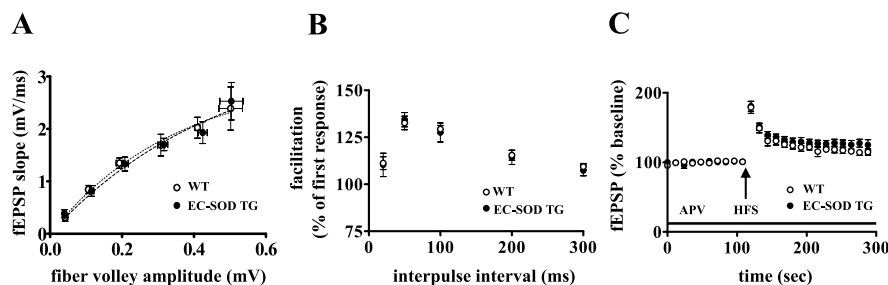 A
fEPSP slope (mV/ms)
3
2
1
0
0.0
0.2
0.4
0.6
WT
EC-SOD TG
fiber volley amplitude (mV)
B
facilitation
(% of first response)
150
125
100
75
0
100
200
300
WT
EC-SOD TG
interpulse interval (ms)
C
fEPSP (% baseline)
200
150
100
50
0
0
100
200
300
WT
EC-SOD TG
APV
HFS
time (sec)